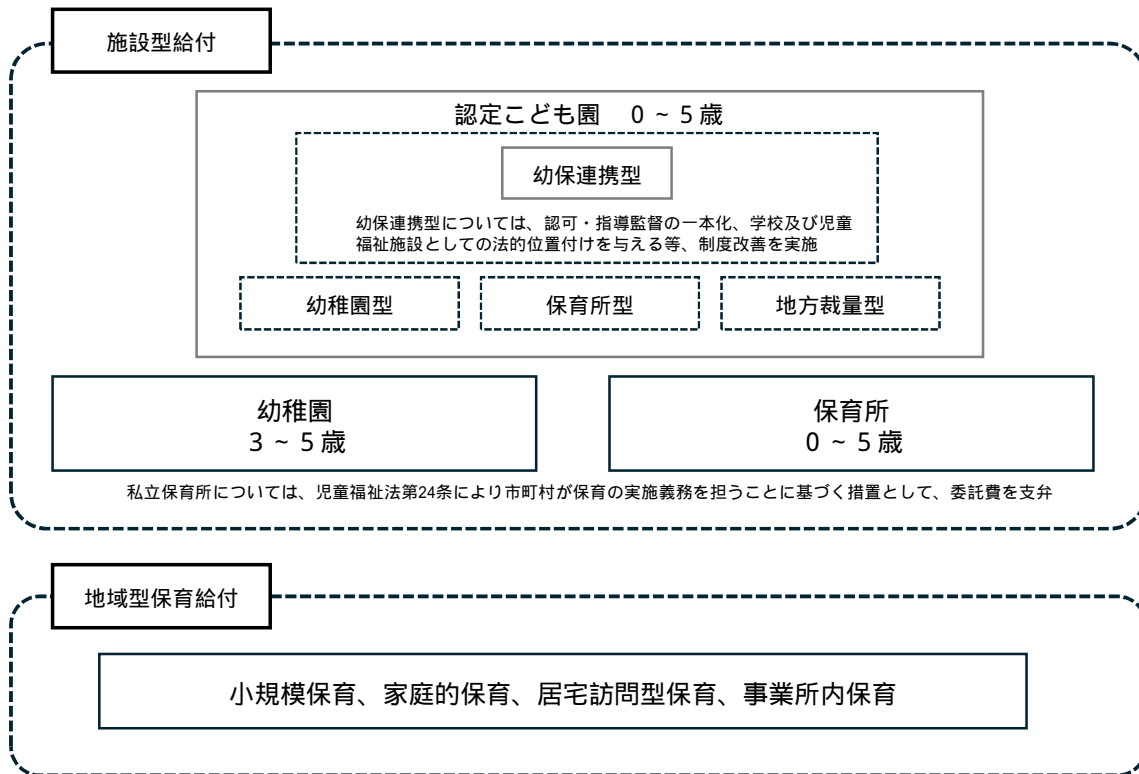 施設型給付
認定こども園 0~5歳
幼保連携型
幼保連携型については、認可・指導監督の一本化、学校及び児童
福祉施設としての法的位置付けを与える等、制度改善を実施
幼稚園型
保育所型
地方裁量型
幼稚園
3~5歳
保育所
0~5歳
私立保育所については、児童福祉法第24条により市町村が保育の実施義務を担うことに基づく措置として、委託費を支弁
地域型保育給付
小規模保育、家庭的保育、居宅訪問型保育、事業所内保育